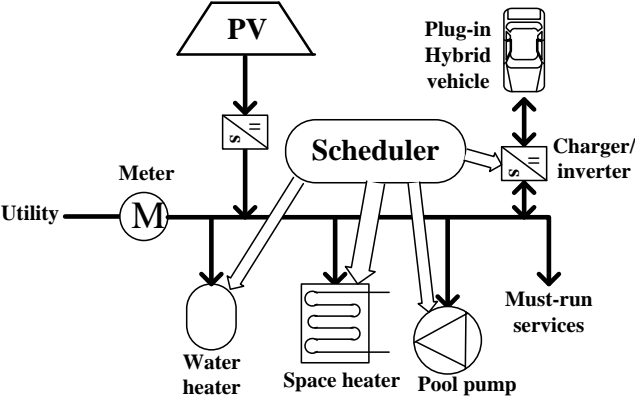 PV
Plug-in
Hybrid
vehicle
Scheduler
Charger/
inverter
Meter
Utility
M
Must-run
services
Water
heater
Space heater
Pool pump